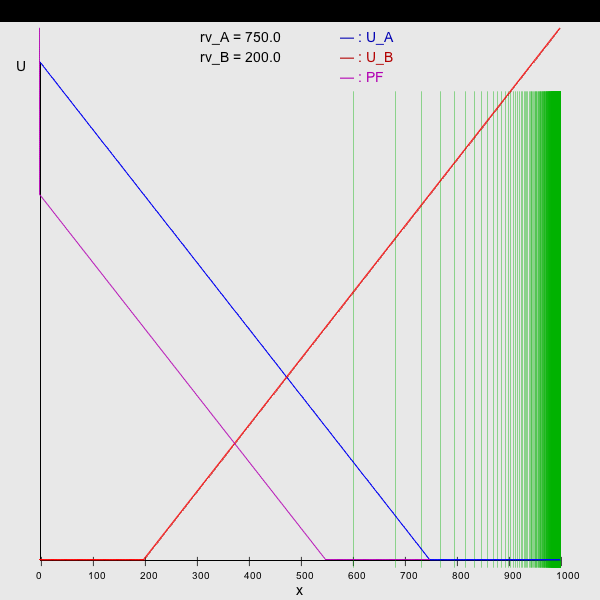 rv_A = 750.0
— : U_A
rv_B = 200.0
— : U_B
— : PF
U
0 100 200 300 400 500 600 700 800 900 1000
x